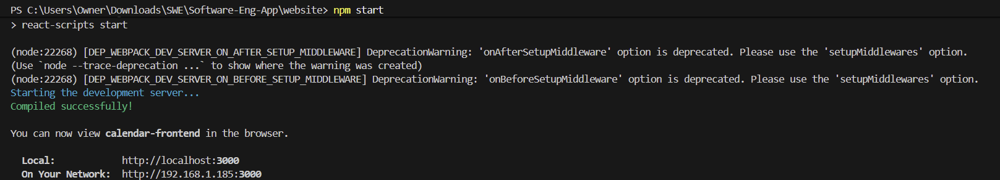 PS C:\Users\Owner\Downloads\SWE\Software-Eng-App\website> npm start
> react-scripts start
(node:22268) [DEP_WEBPACK_DEV_SERVER_ON_AFTER_SETUP_MIDDLEWARE] DeprecationWarning: 'onAfterSetupMiddleware' option is deprecated. Please use the 'setupMiddlewares' option.
(Use `node --trace-deprecation ...` to show where the warning was created)
(node:22268) [DEP_WEBPACK_DEV_SERVER_ON_BEFORE_SETUP_MIDDLEWARE] DeprecationWarning: 'onBeforeSetupMiddleware' option is deprecated. Please use the 'setupMiddlewares' option.
Starting the development server...
Compiled successfully!
You can now view calendar-frontend in the browser.
Local: http://localhost:3000
On Your Network: http://192.168.1.185:3000